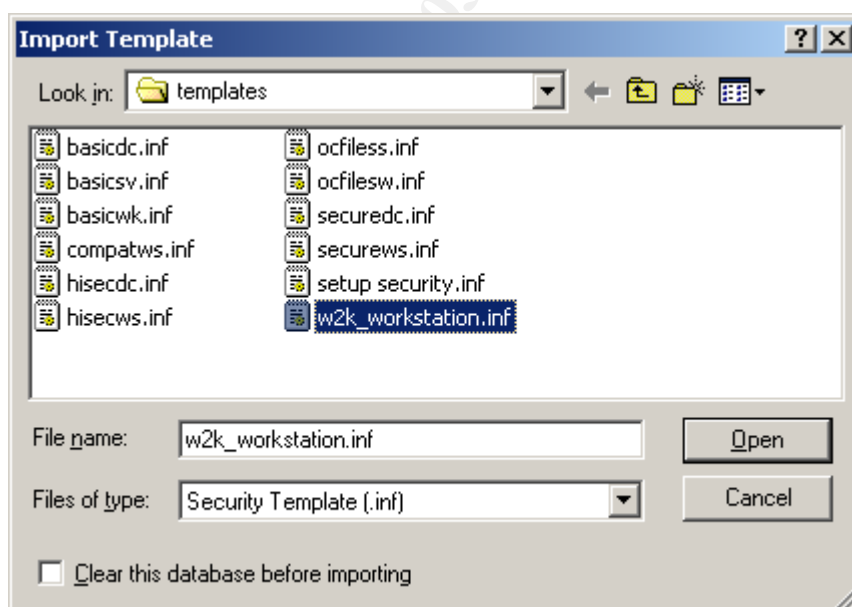 Import Template
Look in: templates
basicdc.inf
basicsv.inf
basicwk.inf
compatws.inf
hisecdc.inf
hisecws.inf
ocfiless.inf
ocfilesw.inf
securedc.inf
securews.inf
setup security.inf
w2k_workstation.inf
File name: w2k_workstation.inf Open
Files of type: Security Template (.inf) Cancel
Clear this database before importing